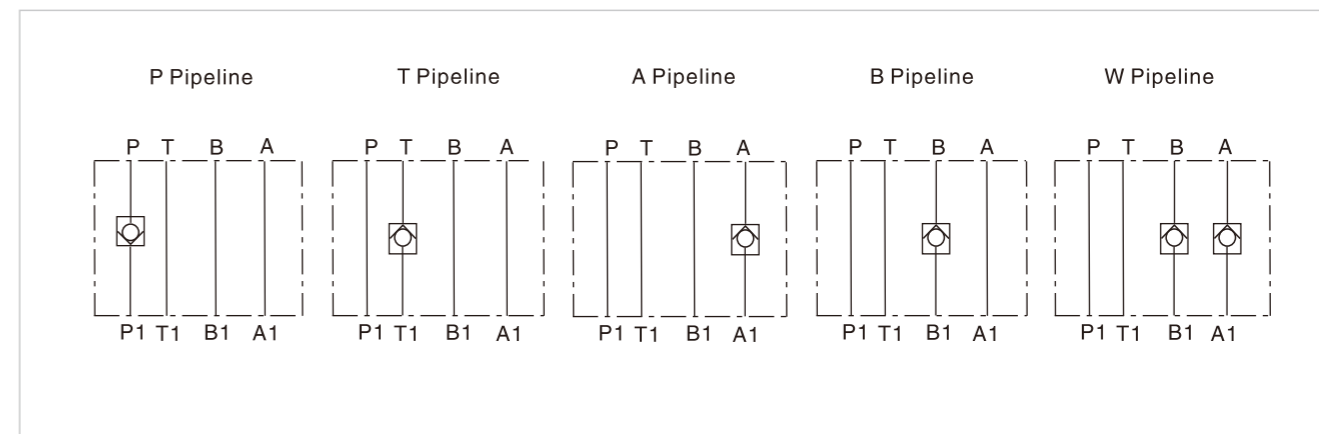 P Pipeline T Pipeline A Pipeline B Pipeline W Pipeline
P T B A P T B A P T B A P T B A P T B A
P1 T1 B1 A1 P1 T1 B1 A1 P1 T1 B1 A1 P1 T1 B1 A1 P1 T1 B1 A1